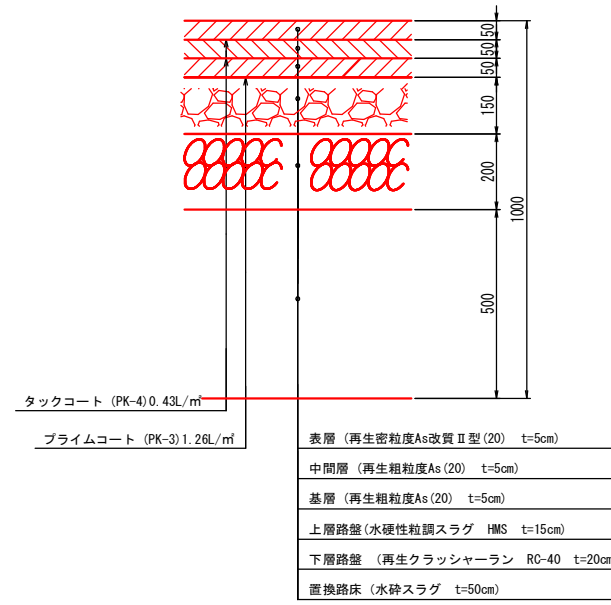 50
50
50
150
200
1000
500
タックコート (PK-4)0.43L/㎡
プライムコート (PK-3)1.26L/㎡
表層 (再生密粒度As改質Ⅱ型(20) t=5cm)
中間層 (再生粗粒度As(20) t=5cm)
基層 (再生粗粒度As(20) t=5cm)
上層路盤(水硬性粒調スラグ HMS t=15cm)
下層路盤 (再生クラッシャーラン RC-40 t=20cm
置換路床 (水砕スラグ t=50cm)